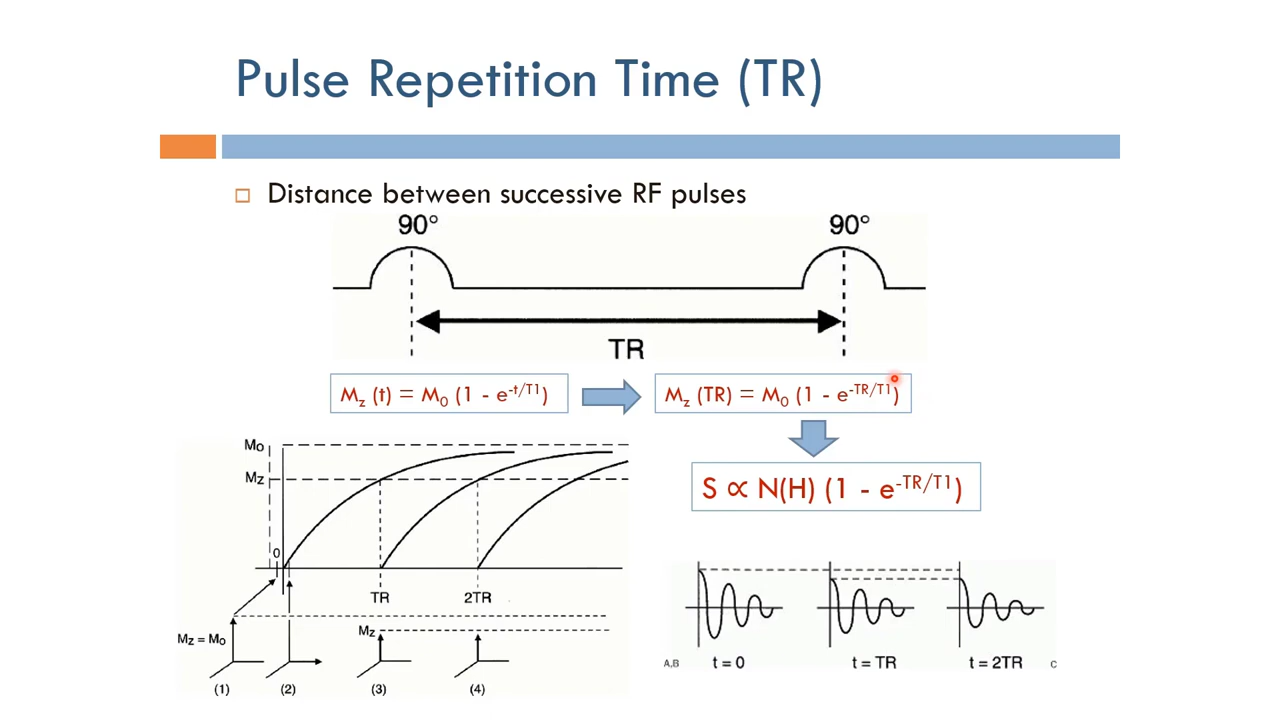 Pulse Repetition Time (TR)
Distance between successive RF pulses
90° 90°
TR
Mz (t) = M0 (1 - e-t/T1)
Mz (TR) = M0 (1 - e-TR/T1)
S ∝ N(H) (1 - e-TR/T1)
Mo
Mz
0
TR 2TR
Mz = Mo
Mz
(1) (2) (3) (4)
A,B t = 0 t = TR t = 2TR C